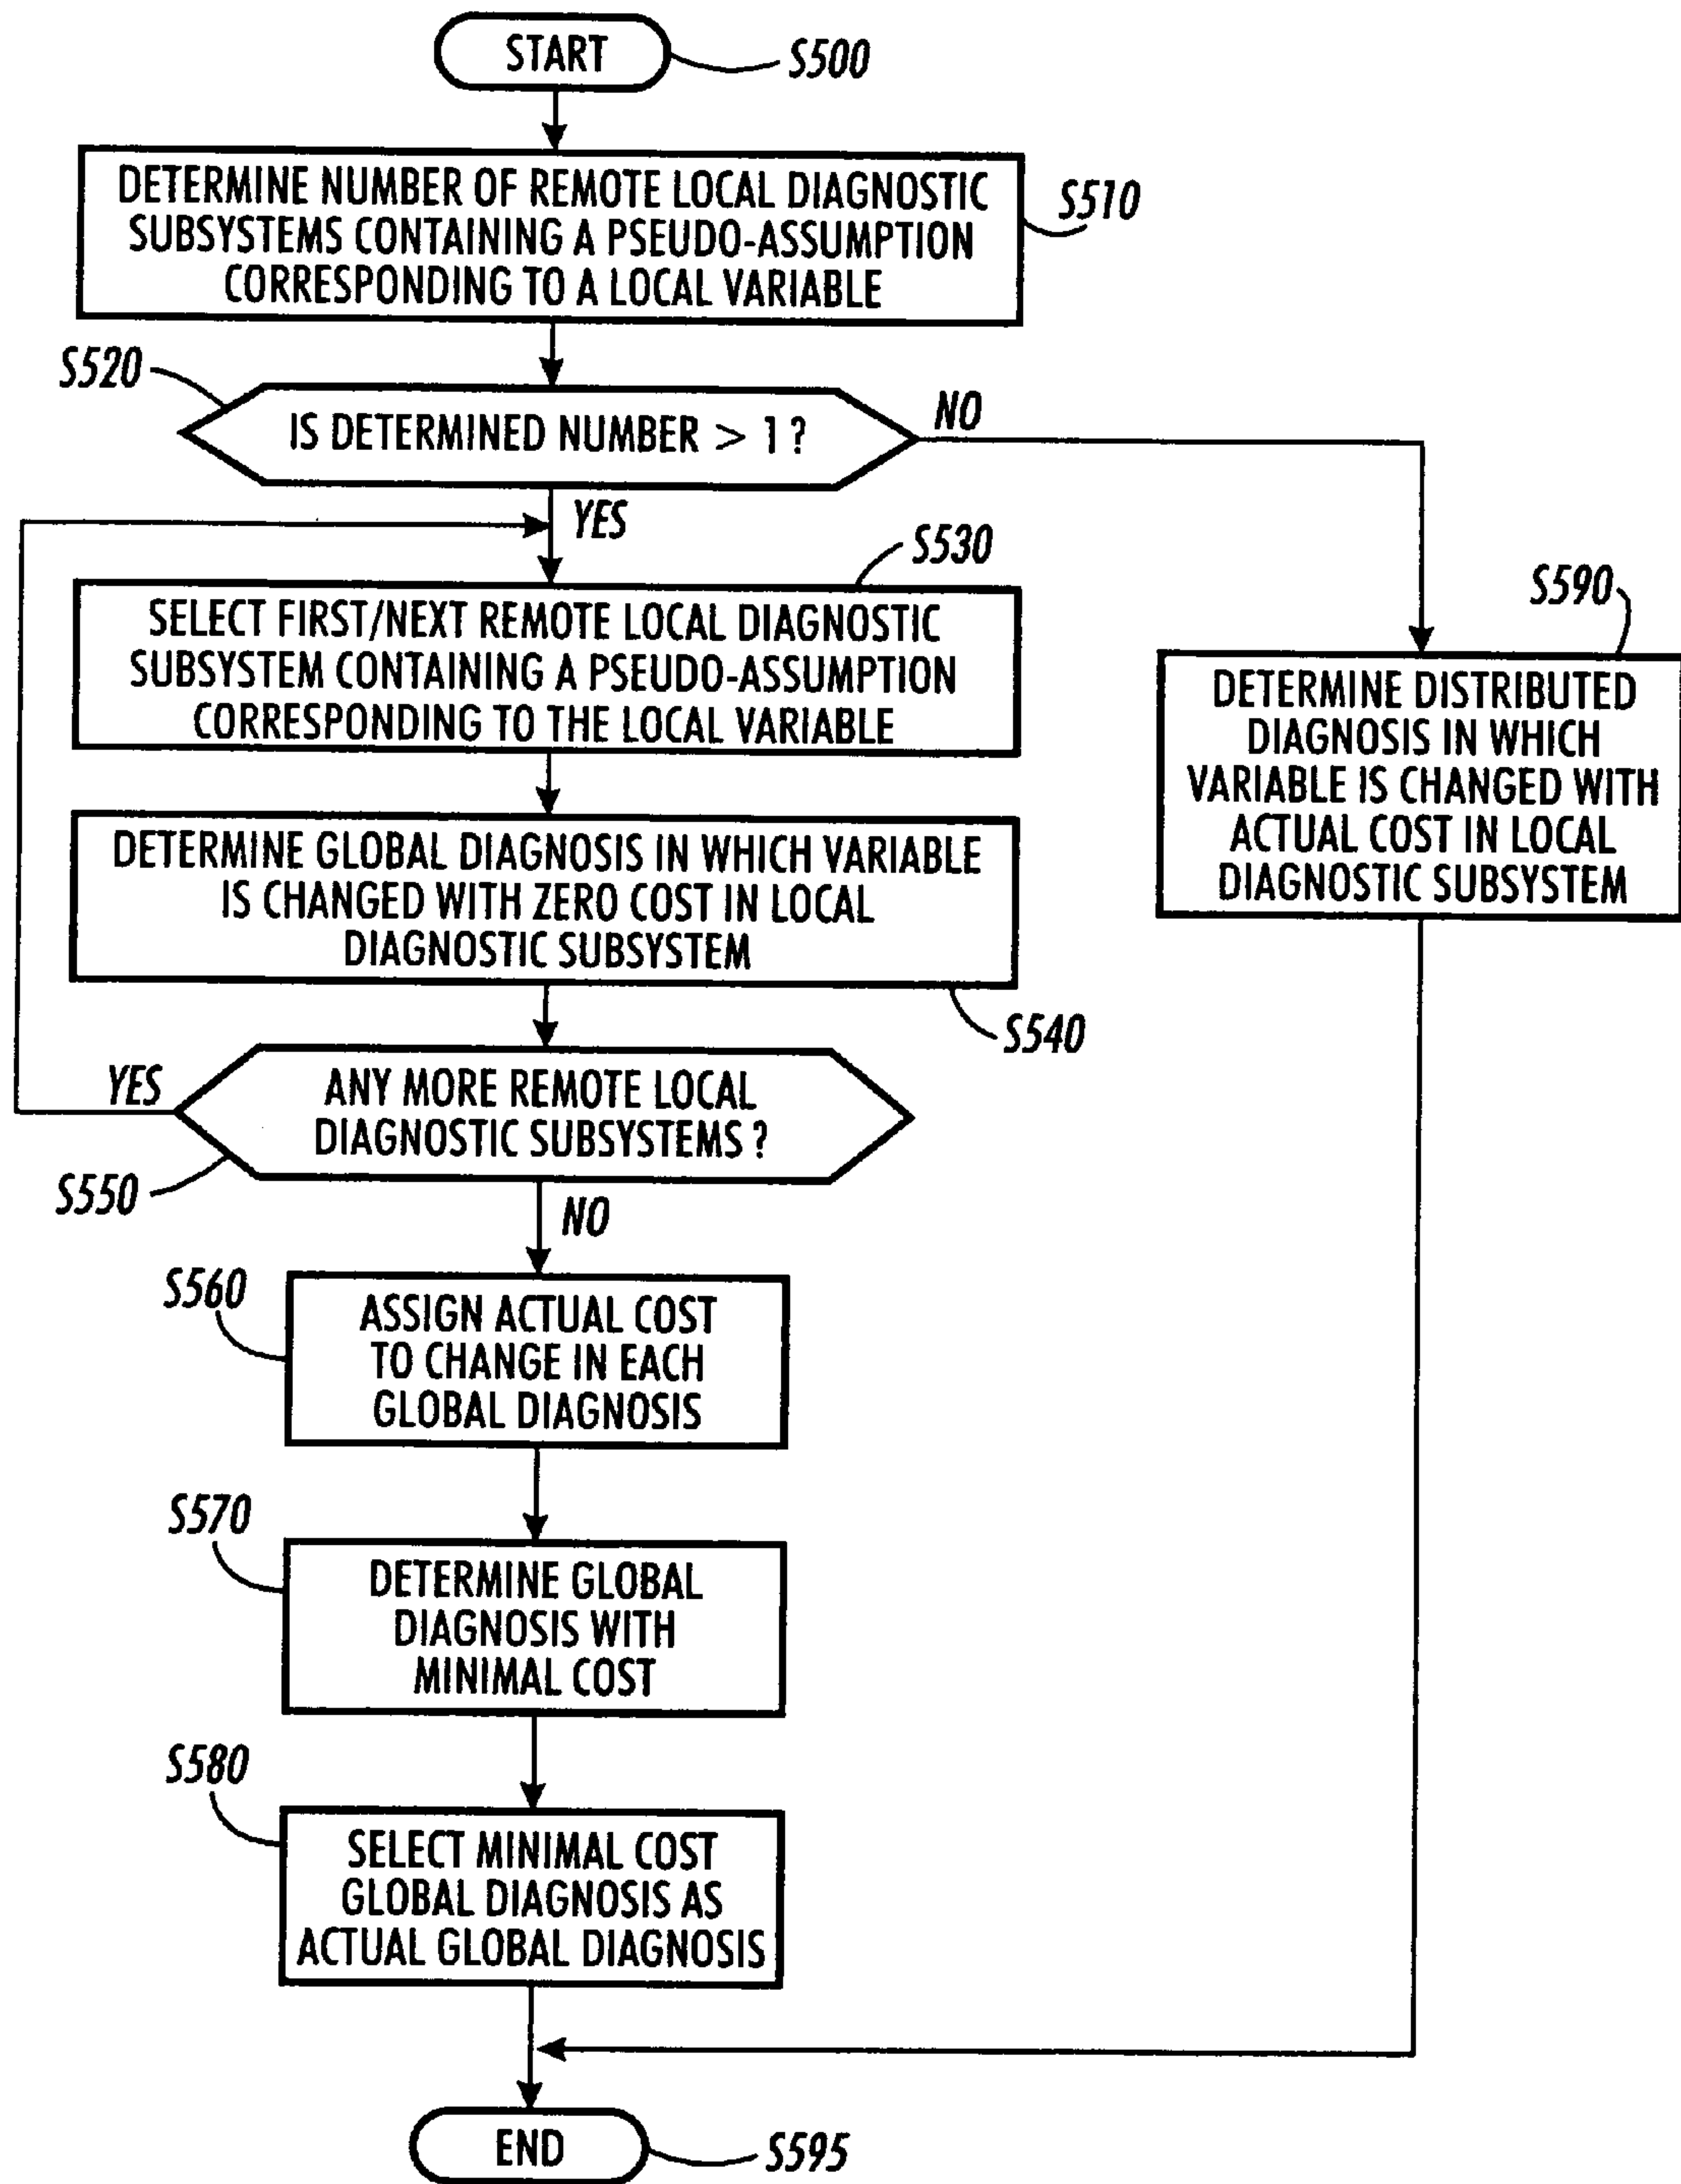 START
S500
DETERMINE NUMBER OF REMOTE LOCAL DIAGNOSTIC
SUBSYSTEMS CONTAINING A PSEUDO-ASSUMPTION
CORRESPONDING TO A LOCAL VARIABLE
S510
S520
IS DETERMINED NUMBER > 1 ?
NO
YES
S530
SELECT FIRST/NEXT REMOTE LOCAL DIAGNOSTIC
SUBSYSTEM CONTAINING A PSEUDO-ASSUMPTION
CORRESPONDING TO THE LOCAL VARIABLE
S590
DETERMINE DISTRIBUTED
DIAGNOSIS IN WHICH
VARIABLE IS CHANGED WITH
ACTUAL COST IN LOCAL
DIAGNOSTIC SUBSYSTEM
DETERMINE GLOBAL DIAGNOSIS IN WHICH VARIABLE
IS CHANGED WITH ZERO COST IN LOCAL
DIAGNOSTIC SUBSYSTEM
S540
YES
ANY MORE REMOTE LOCAL
DIAGNOSTIC SUBSYSTEMS ?
S550
NO
S560
ASSIGN ACTUAL COST
TO CHANGE IN EACH
GLOBAL DIAGNOSIS
S570
DETERMINE GLOBAL
DIAGNOSIS WITH
MINIMAL COST
S580
SELECT MINIMAL COST
GLOBAL DIAGNOSIS AS
ACTUAL GLOBAL DIAGNOSIS
END
S595